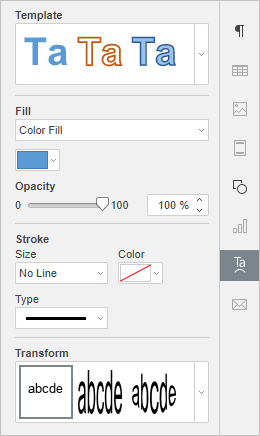 Template
Ta Ta Ta
Fill
Color Fill
Opacity
0 100 100 %
Stroke
Size Color
No Line
Type
Transform
abcde abcde abcde
¶
Ta